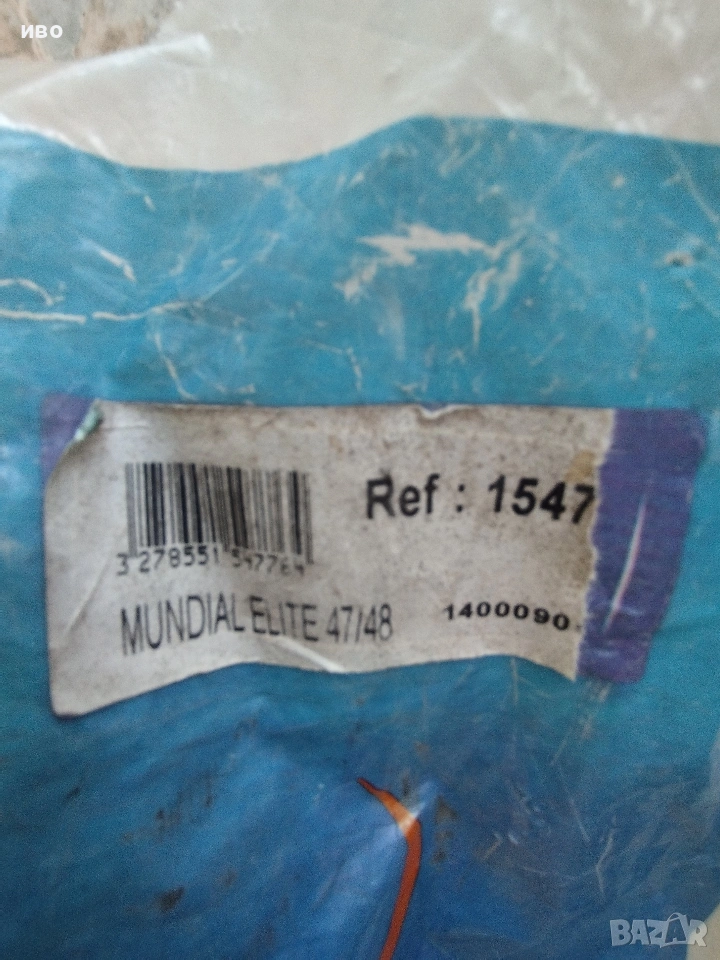 иво
Ref : 1547
3 278551 547764
MUNDIAL ELITE 47/48
1400090
BAZAR